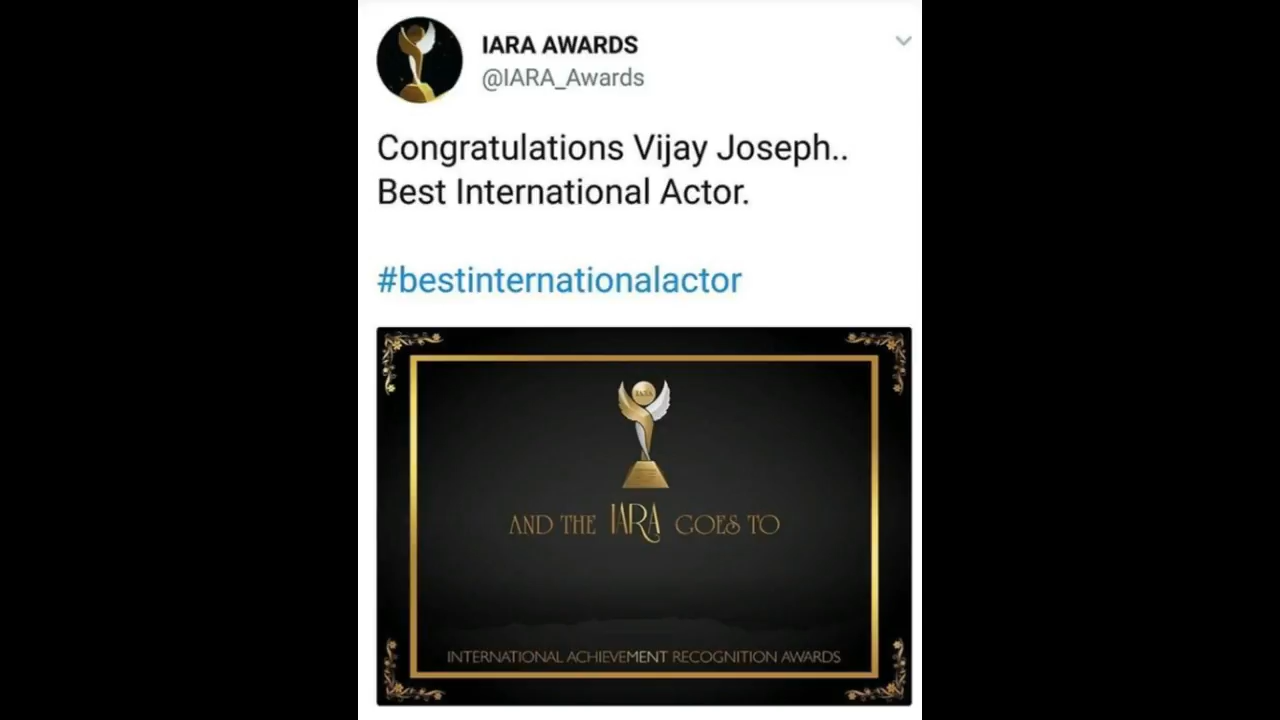 IARA AWARDS
@IARA_Awards
Congratulations Vijay Joseph..
Best International Actor.
#bestinternationalactor
IARA
AND THE IARA GOES TO
INTERNATIONAL ACHIEVEMENT RECOGNITION AWARDS